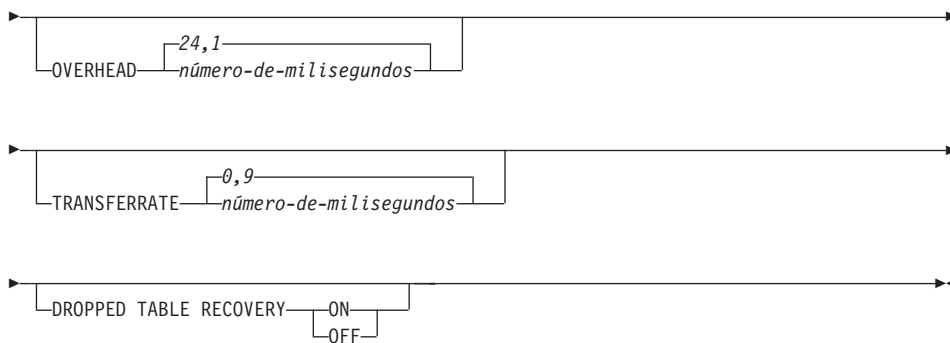 24,1
OVERHEAD número-de-milisegundos
0,9
TRANSFERRATE número-de-milisegundos
DROPPED TABLE RECOVERY ON
OFF